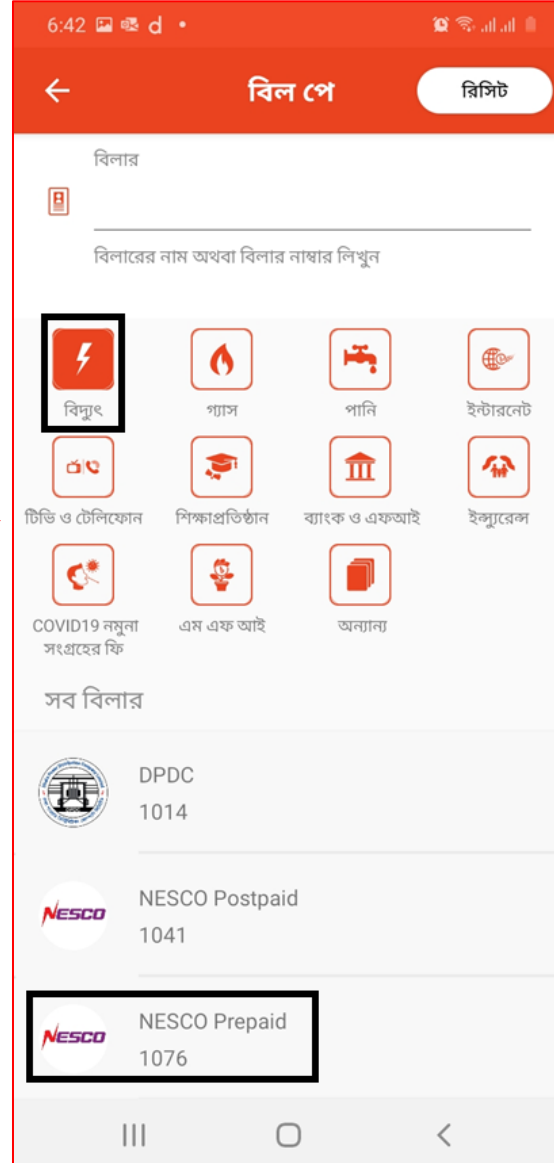 6:42
বিল পে
রিসিট
বিলার
বিলারের নাম অথবা বিলার নাম্বার লিখুন
বিদ্যুৎ
গ্যাস
পানি
ইন্টারনেট
টিভি ও টেলিফোন
শিক্ষাপ্রতিষ্ঠান
ব্যাংক ও এফআই
ইন্স্যুরেন্স
COVID19 নমুনা
সংগ্রহের ফি
এম এফ আই
অন্যান্য
সব বিলার
DPDC
1014
NESCO
NESCO Postpaid
1041
NESCO
NESCO Prepaid
1076